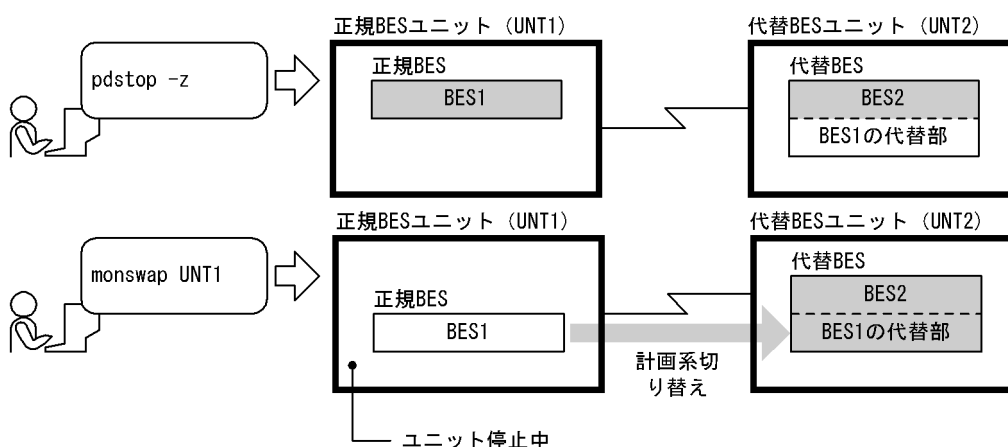 正規BESユニット (UNT1)
代替BESユニット (UNT2)
pdstop -z
正規BES
BES1
代替BES
BES2
BES1の代替部
正規BESユニット (UNT1)
代替BESユニット (UNT2)
monswap UNT1
正規BES
BES1
代替BES
BES2
BES1の代替部
計画系切
り替え
ユニット停止中